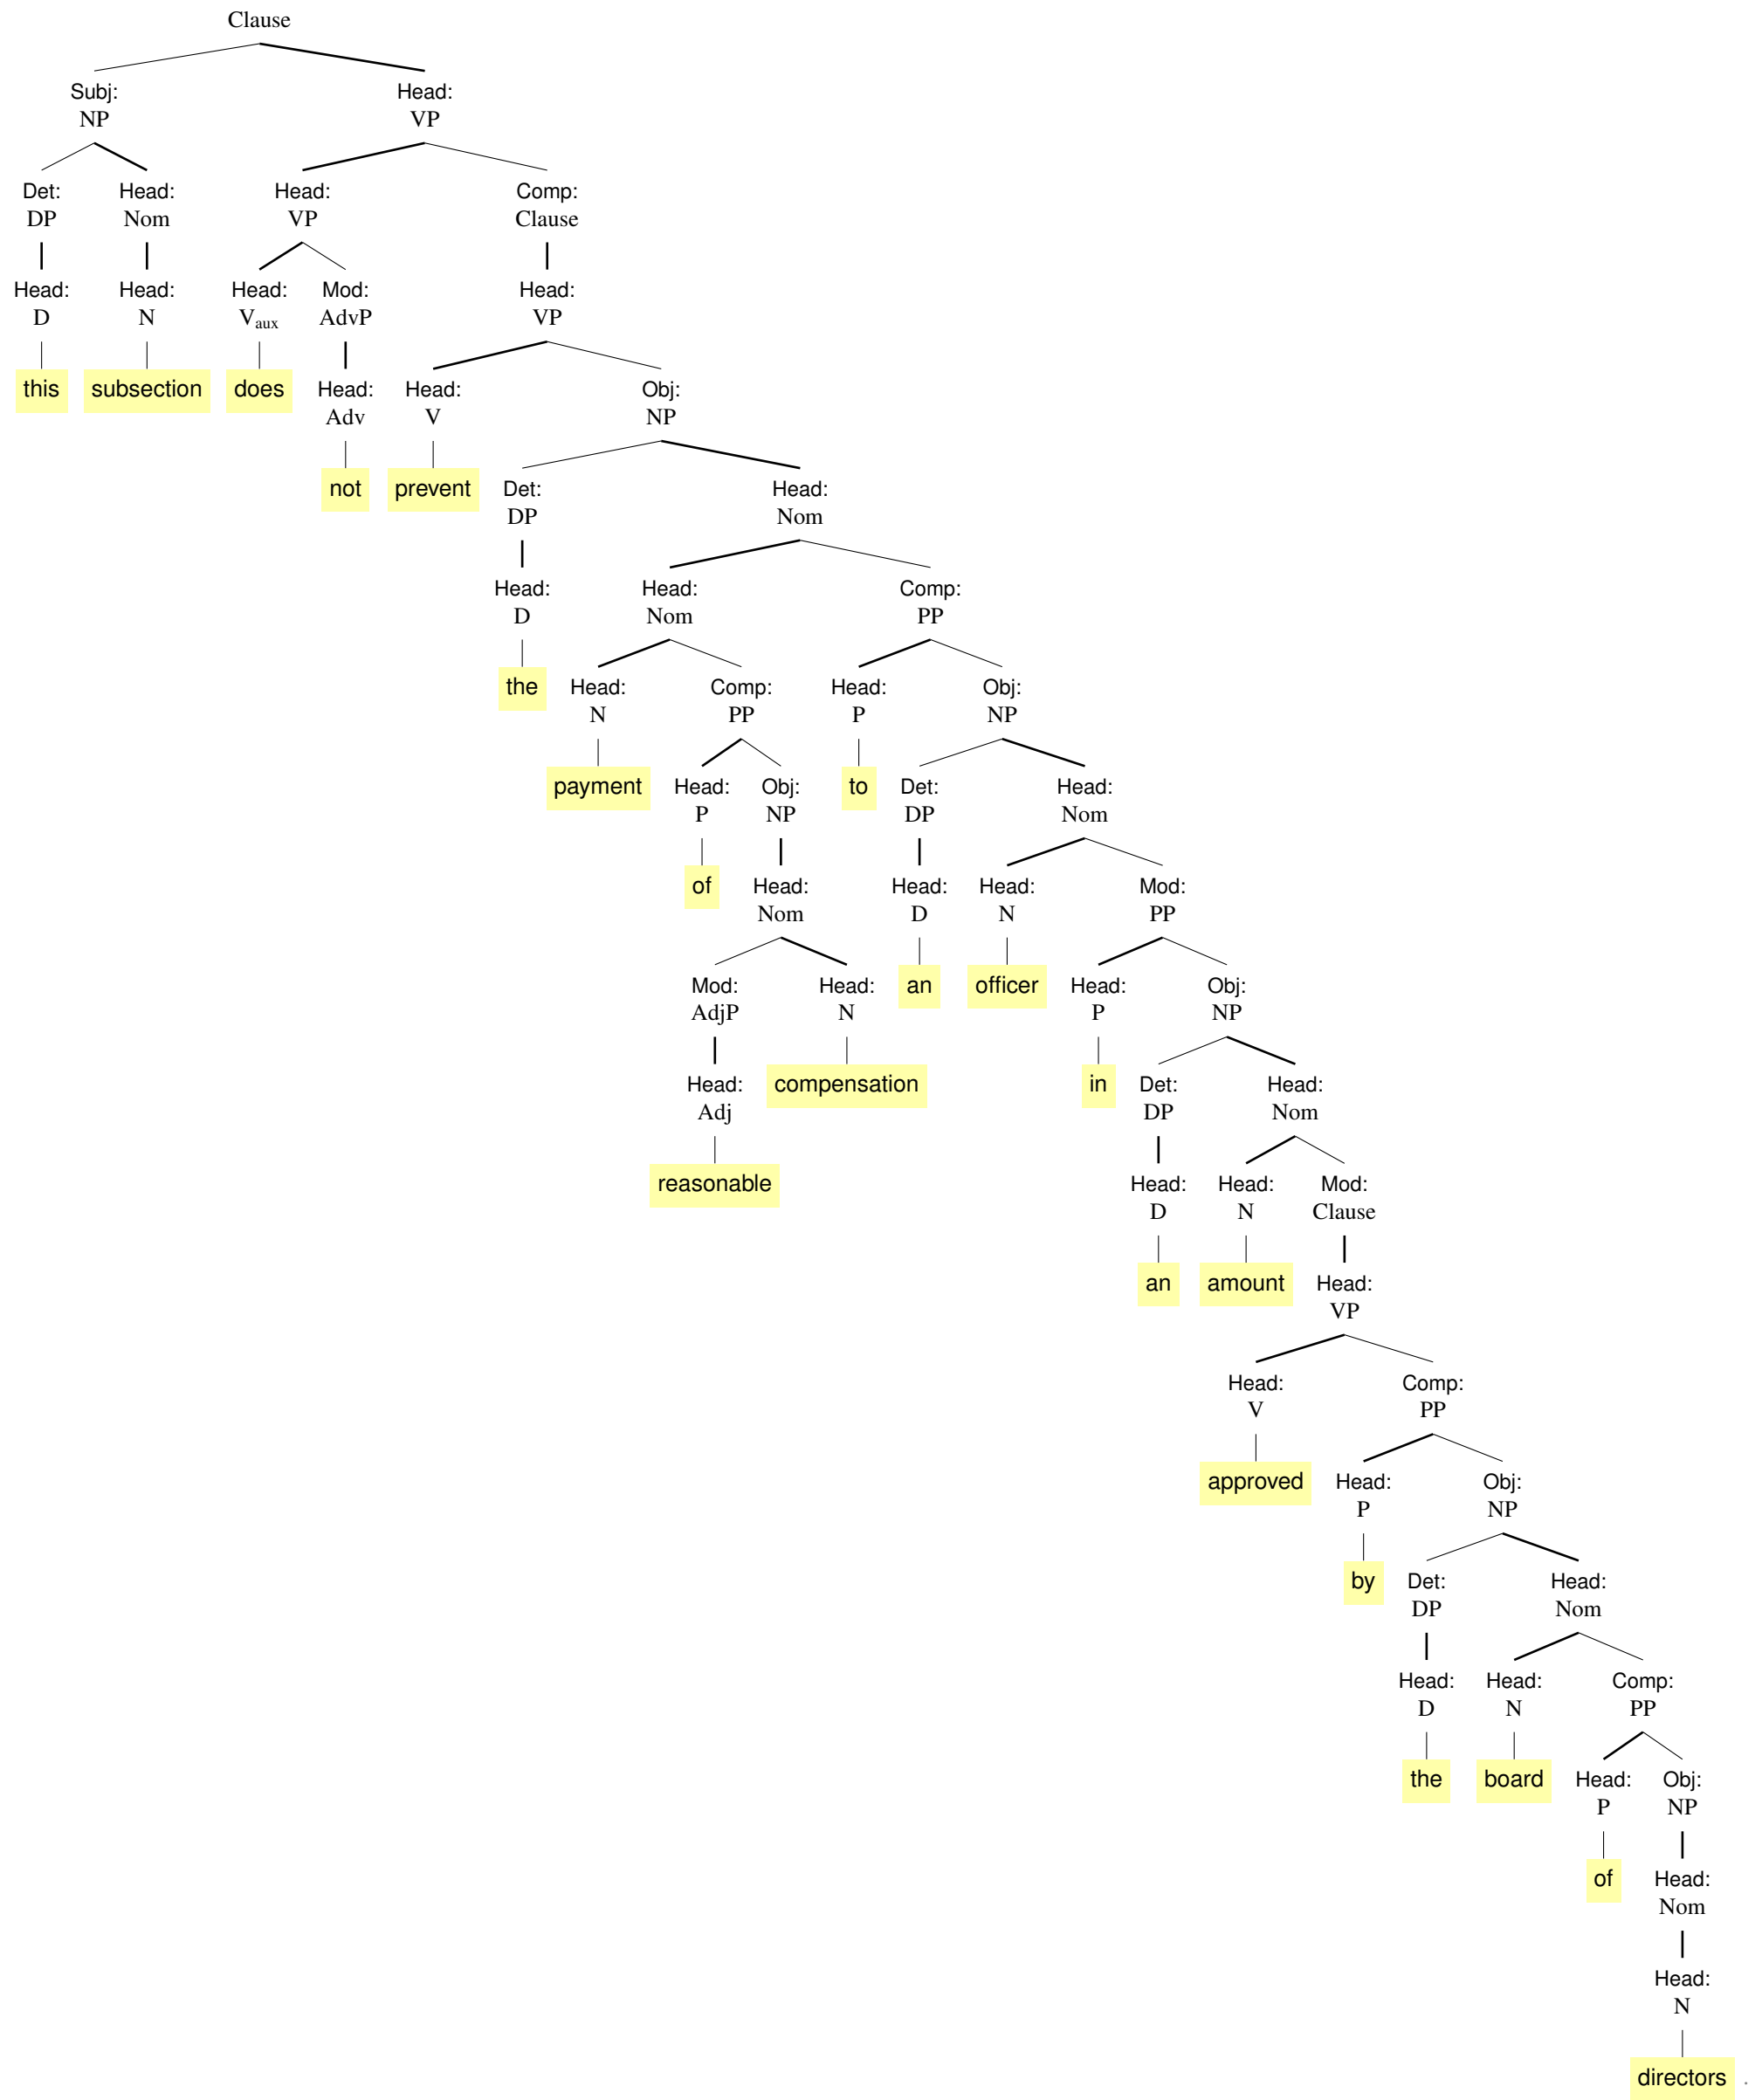 Clause
Subj: Head:
NP VP
Det: Head: Head: Comp:
DP Nom VP Clause
Head: Head: Head: Mod: Head:
D N Vaux AdvP VP
this subsection does Head: Head: Obj:
Adv V NP
not prevent Det: Head:
DP Nom
Head: Head: Comp:
D Nom PP
the Head: Comp: Head: Obj:
N PP P NP
payment Head: Obj: to Det: Head:
P NP DP Nom
of Head: Head: Head: Mod:
Nom D N PP
Mod: Head: an officer Head: Obj:
AdjP N P NP
Head: compensation in Det: Head:
Adj DP Nom
reasonable Head: Head: Mod:
D N Clause
an amount Head:
VP
Head: Comp:
V PP
approved Head: Obj:
P NP
by Det: Head:
DP Nom
Head: Head: Comp:
D N PP
the board Head: Obj:
P NP
of Head:
Nom
Head:
N
directors .